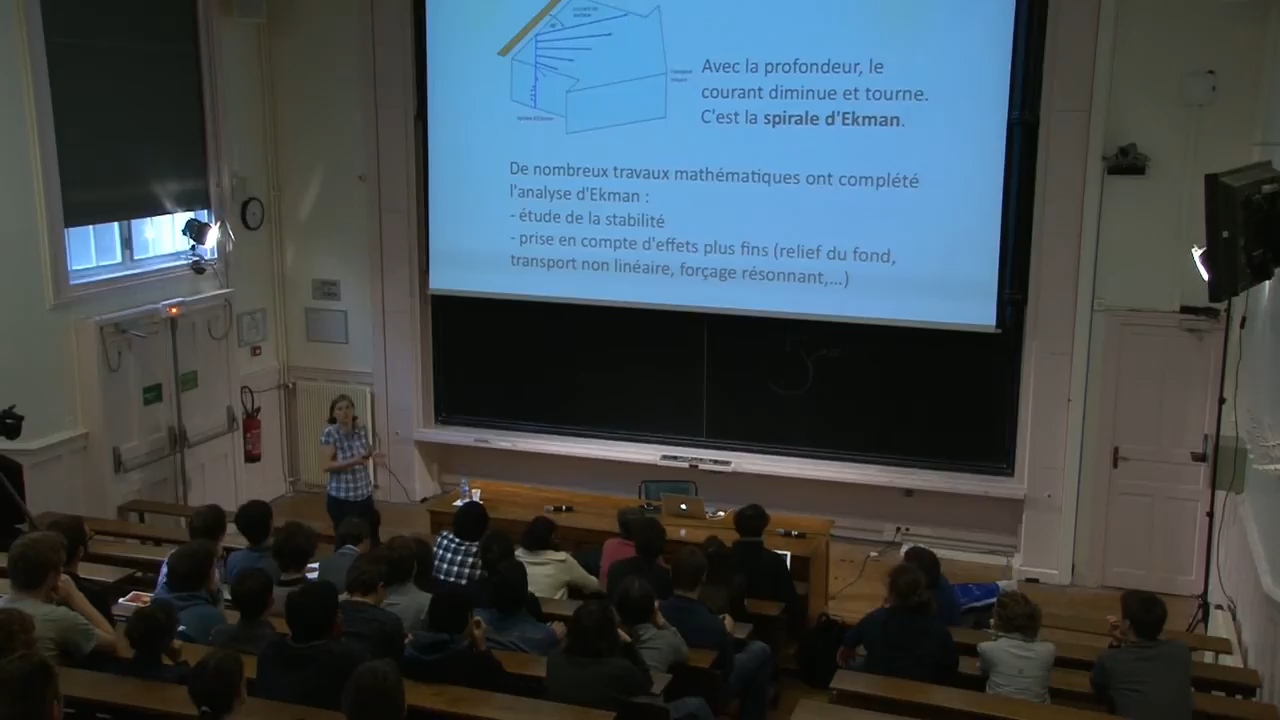 Avec la profondeur, le
courant diminue et tourne.
C'est la spirale d'Ekman.
spirale d'Ekman
De nombreux travaux mathématiques ont complété
l'analyse d'Ekman :
- étude de la stabilité
- prise en compte d'effets plus fins (relief du fond,
transport non linéaire, forçage résonnant,...)